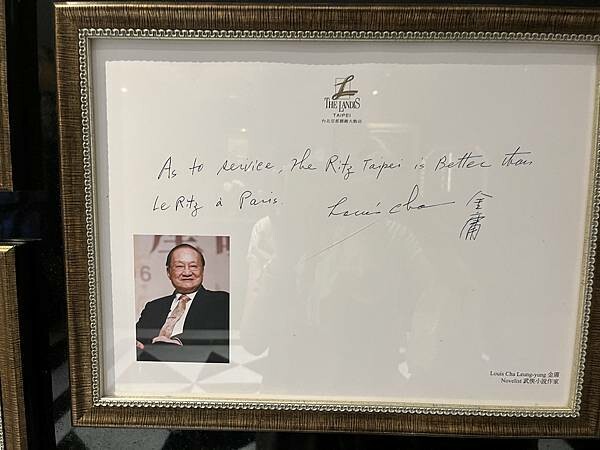 L
THE LANDIS
TAIPEI
台北亞都麗緻大飯店
As to service, the Ritz Taipei is Better than
Le Ritz à Paris. Louis Cha 金庸
6
Louis Cha Leung-yung 金庸
Novelist 武俠小說作家